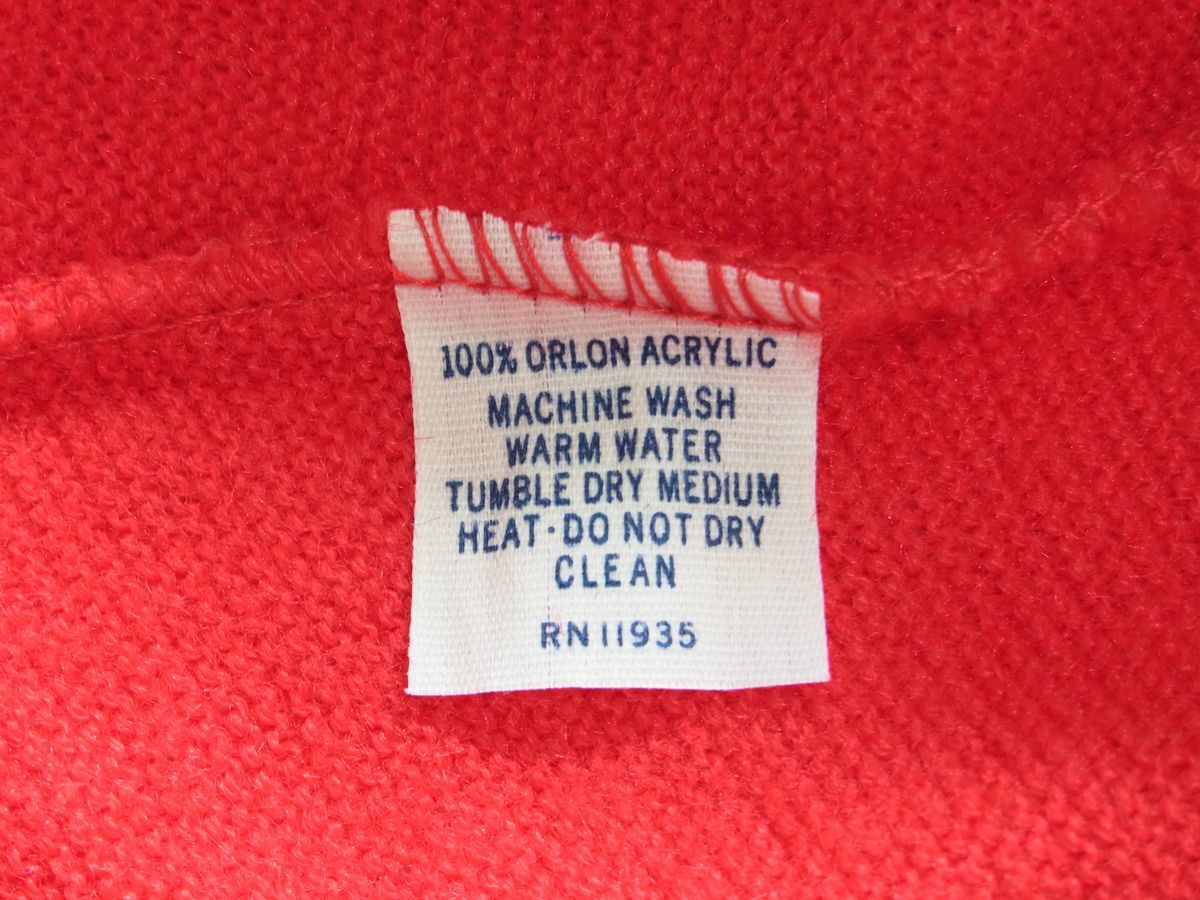 100% ORLON ACRYLIC
MACHINE WASH
WARM WATER
TUMBLE DRY MEDIUM
HEAT · DO NOT DRY
CLEAN
RN 11935